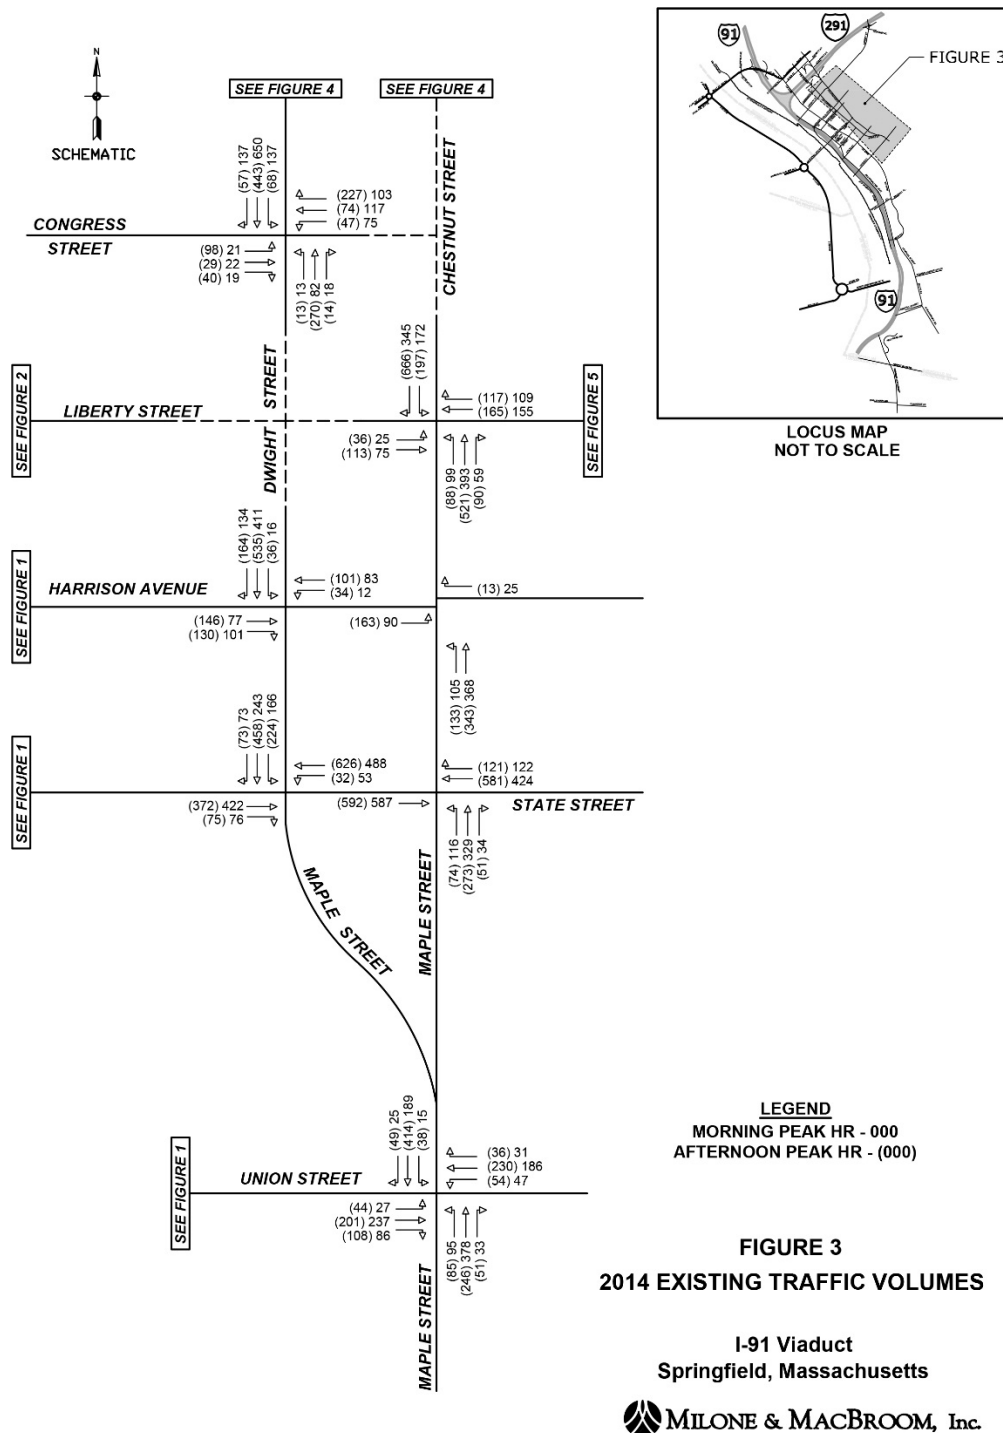 N
SCHEMATIC
SEE FIGURE 4
SEE FIGURE 4
91
291
FIGURE 3
91
LOCUS MAP
NOT TO SCALE
(57) 137
(443) 650
(68) 137
(227) 103
(74) 117
(47) 75
CONGRESS
STREET
(98) 21
(29) 22
(40) 19
(13) 13
(270) 82
(14) 18
CHESTNUT STREET
DWIGHT STREET
(666) 345
(197) 172
SEE FIGURE 2
LIBERTY STREET
(117) 109
(165) 155
SEE FIGURE 5
(36) 25
(113) 75
(88) 99
(521) 393
(90) 59
(164) 134
(535) 411
(36) 16
SEE FIGURE 1
HARRISON AVENUE
(101) 83
(34) 12
(13) 25
(146) 77
(130) 101
(163) 90
(133) 105
(343) 368
(73) 73
(458) 243
(224) 166
SEE FIGURE 1
(626) 488
(32) 53
(121) 122
(581) 424
(372) 422
(75) 76
(592) 587
STATE STREET
(74) 116
(273) 329
(51) 34
MAPLE STREET
MAPLE STREET
(49) 25
(414) 189
(38) 15
SEE FIGURE 1
UNION STREET
(36) 31
(230) 186
(54) 47
(44) 27
(201) 237
(108) 86
(85) 95
(246) 378
(51) 33
MAPLE STREET
LEGEND
MORNING PEAK HR - 000
AFTERNOON PEAK HR - (000)
FIGURE 3
2014 EXISTING TRAFFIC VOLUMES
I-91 Viaduct
Springfield, Massachusetts
MILONE & MACBROOM, Inc.